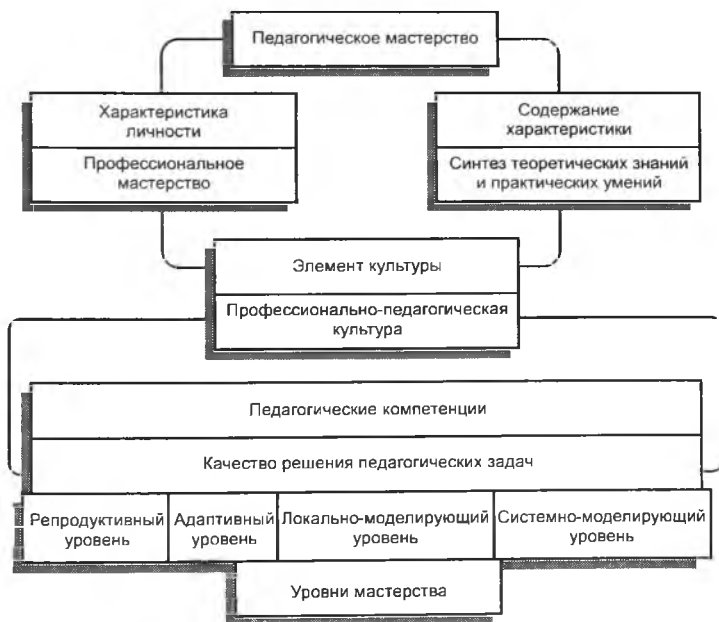 Педагогическое мастерство
Характеристика
личности
Профессиональное
мастерство
Содержание
характеристики
Синтез теоретических знаний
и практических умений
Элемент культуры
Профессионально-педагогическая
культура
Педагогические компетенции
Качество решения педагогических задач
Репродуктивный
уровень
Адаптивный
уровень
Локально-моделирующий
уровень
Системно-моделирующий
уровень
Уровни мастерства